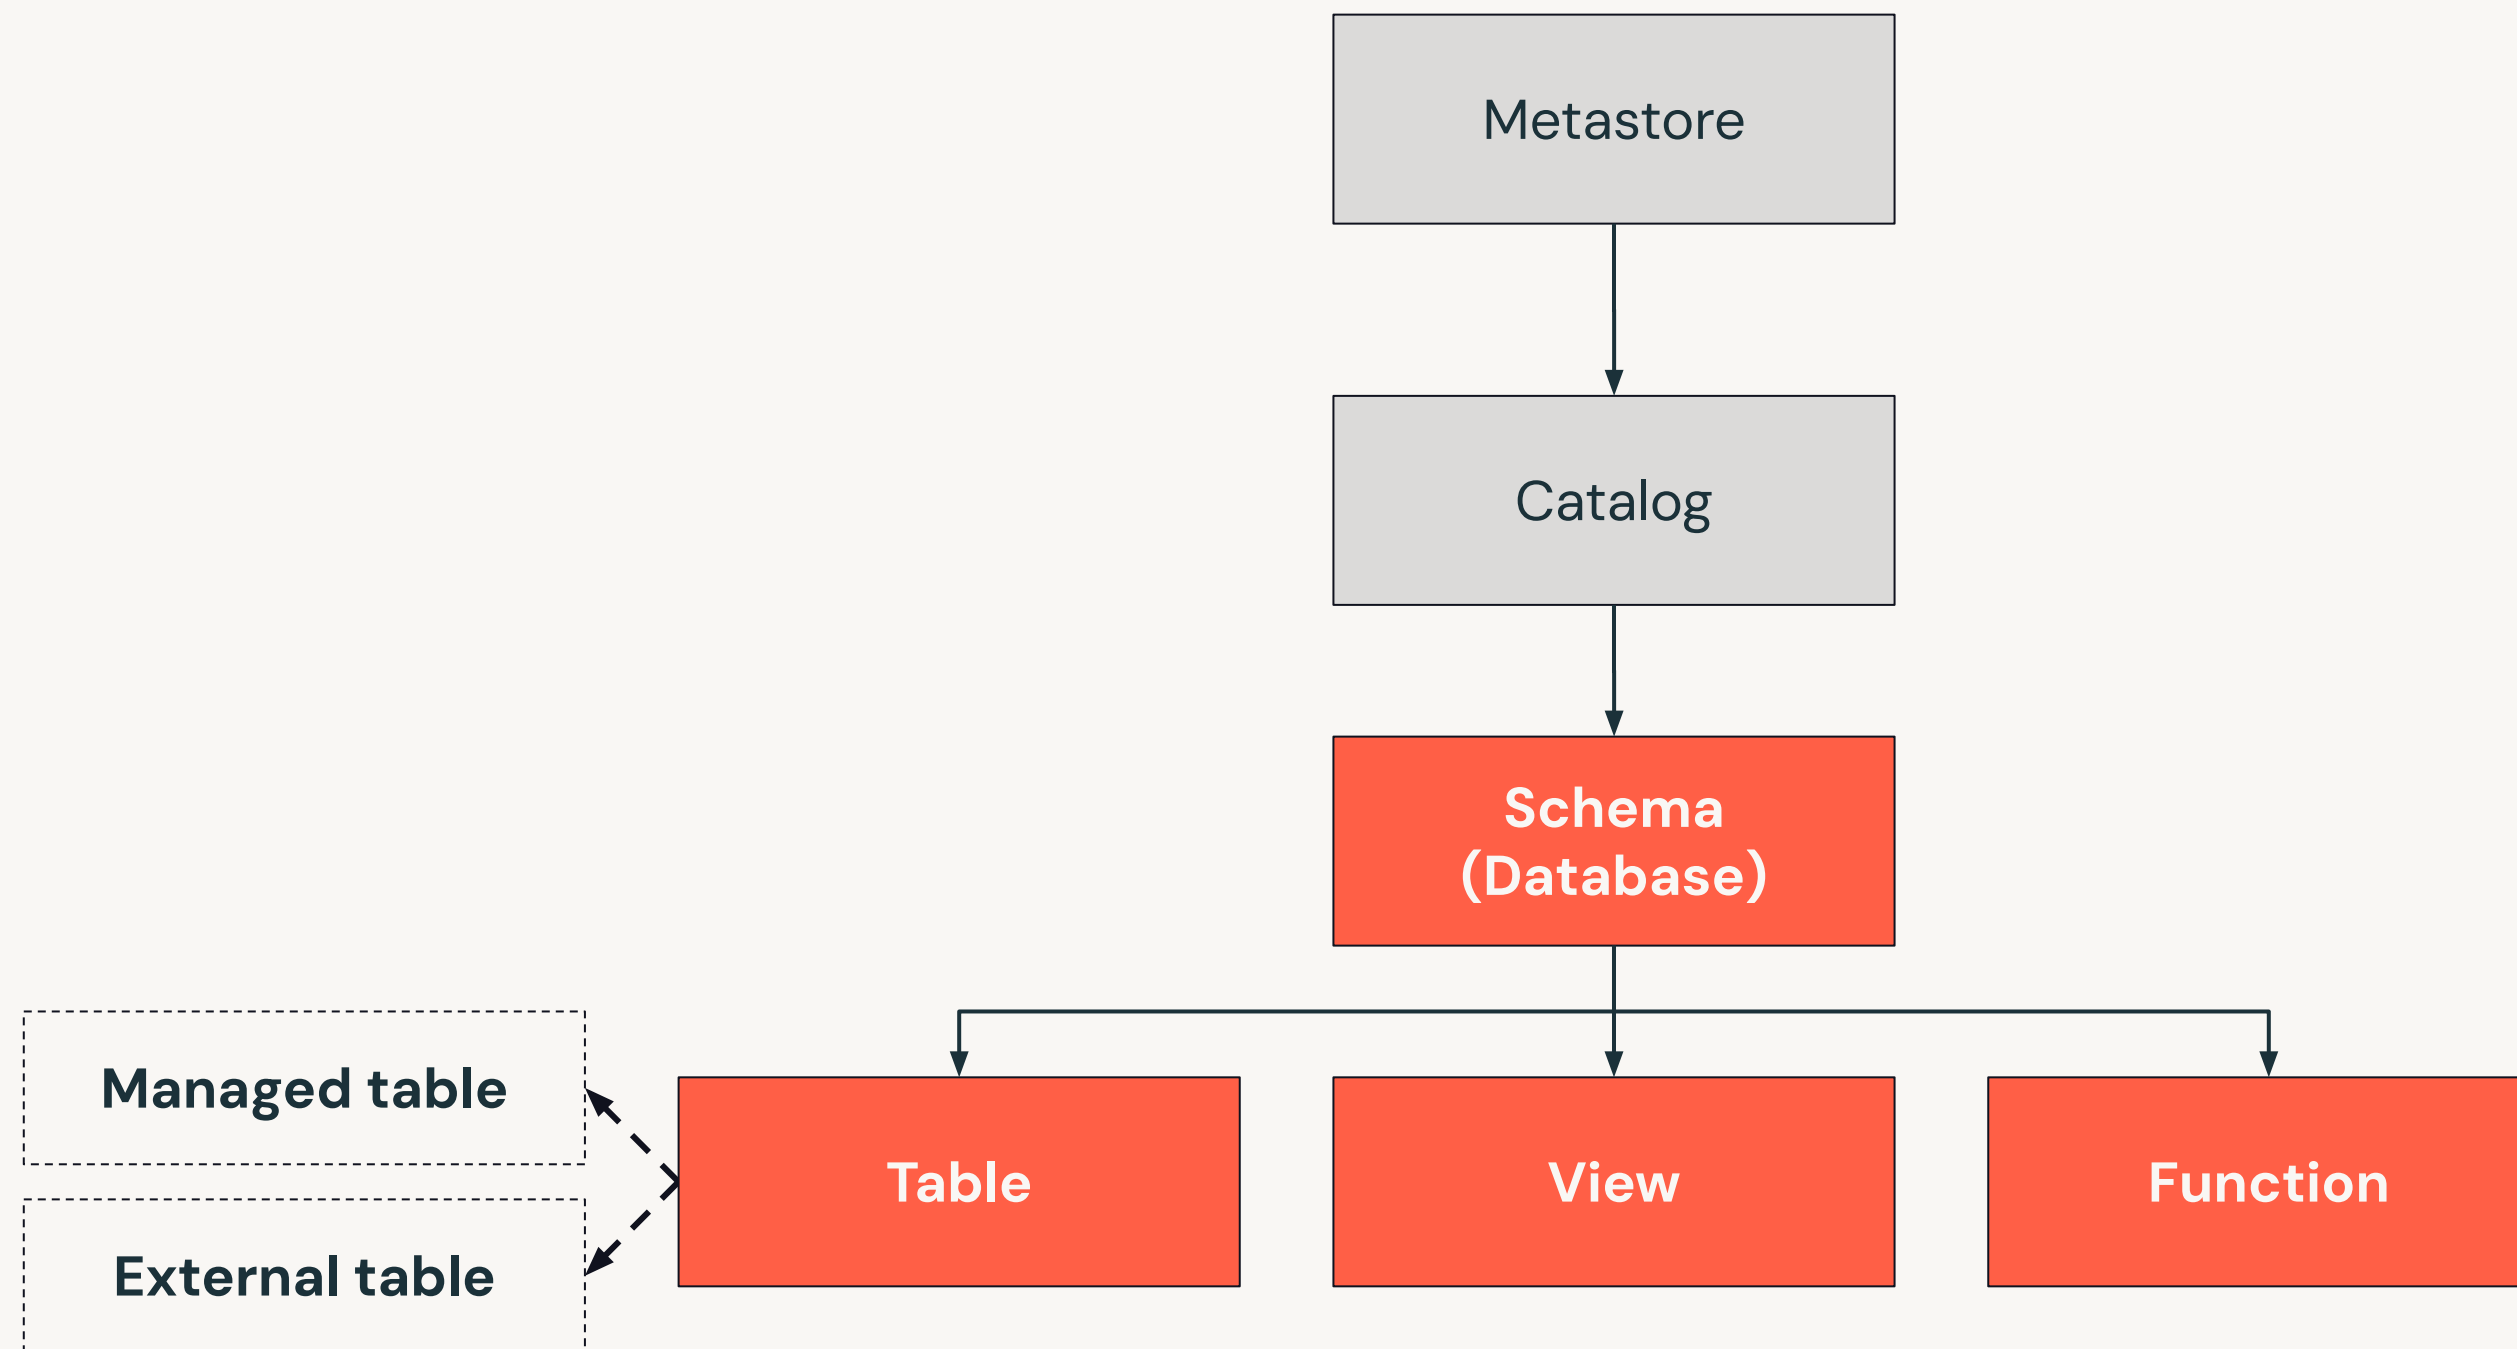 Metastore
Catalog
Schema
(Database)
Managed table
Table
View
Function
External table